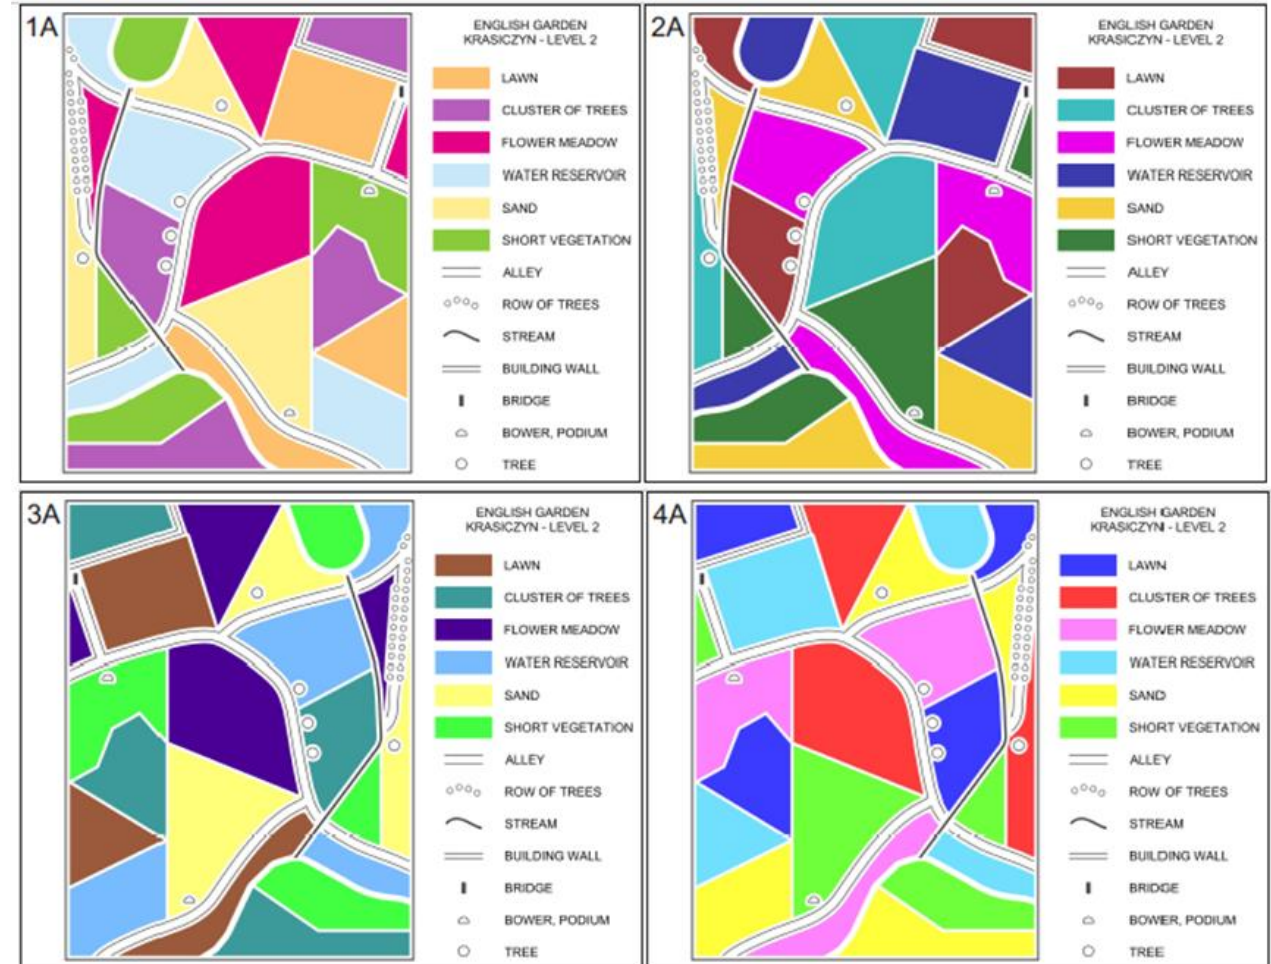 1A
ENGLISH GARDEN
KRASICZYN - LEVEL 2
LAWN
CLUSTER OF TREES
FLOWER MEADOW
WATER RESERVOIR
SAND
SHORT VEGETATION
ALLEY
ROW OF TREES
STREAM
BUILDING WALL
BRIDGE
BOWER, PODIUM
TREE
2A
ENGLISH GARDEN
KRASICZYN - LEVEL 2
LAWN
CLUSTER OF TREES
FLOWER MEADOW
WATER RESERVOIR
SAND
SHORT VEGETATION
ALLEY
ROW OF TREES
STREAM
BUILDING WALL
BRIDGE
BOWER, PODIUM
TREE
3A
ENGLISH GARDEN
KRASICZYN - LEVEL 2
LAWN
CLUSTER OF TREES
FLOWER MEADOW
WATER RESERVOIR
SAND
SHORT VEGETATION
ALLEY
ROW OF TREES
STREAM
BUILDING WALL
BRIDGE
BOWER, PODIUM
TREE
4A
ENGLISH GARDEN
KRASICZYN - LEVEL 2
LAWN
CLUSTER OF TREES
FLOWER MEADOW
WATER RESERVOIR
SAND
SHORT VEGETATION
ALLEY
ROW OF TREES
STREAM
BUILDING WALL
BRIDGE
BOWER, PODIUM
TREE